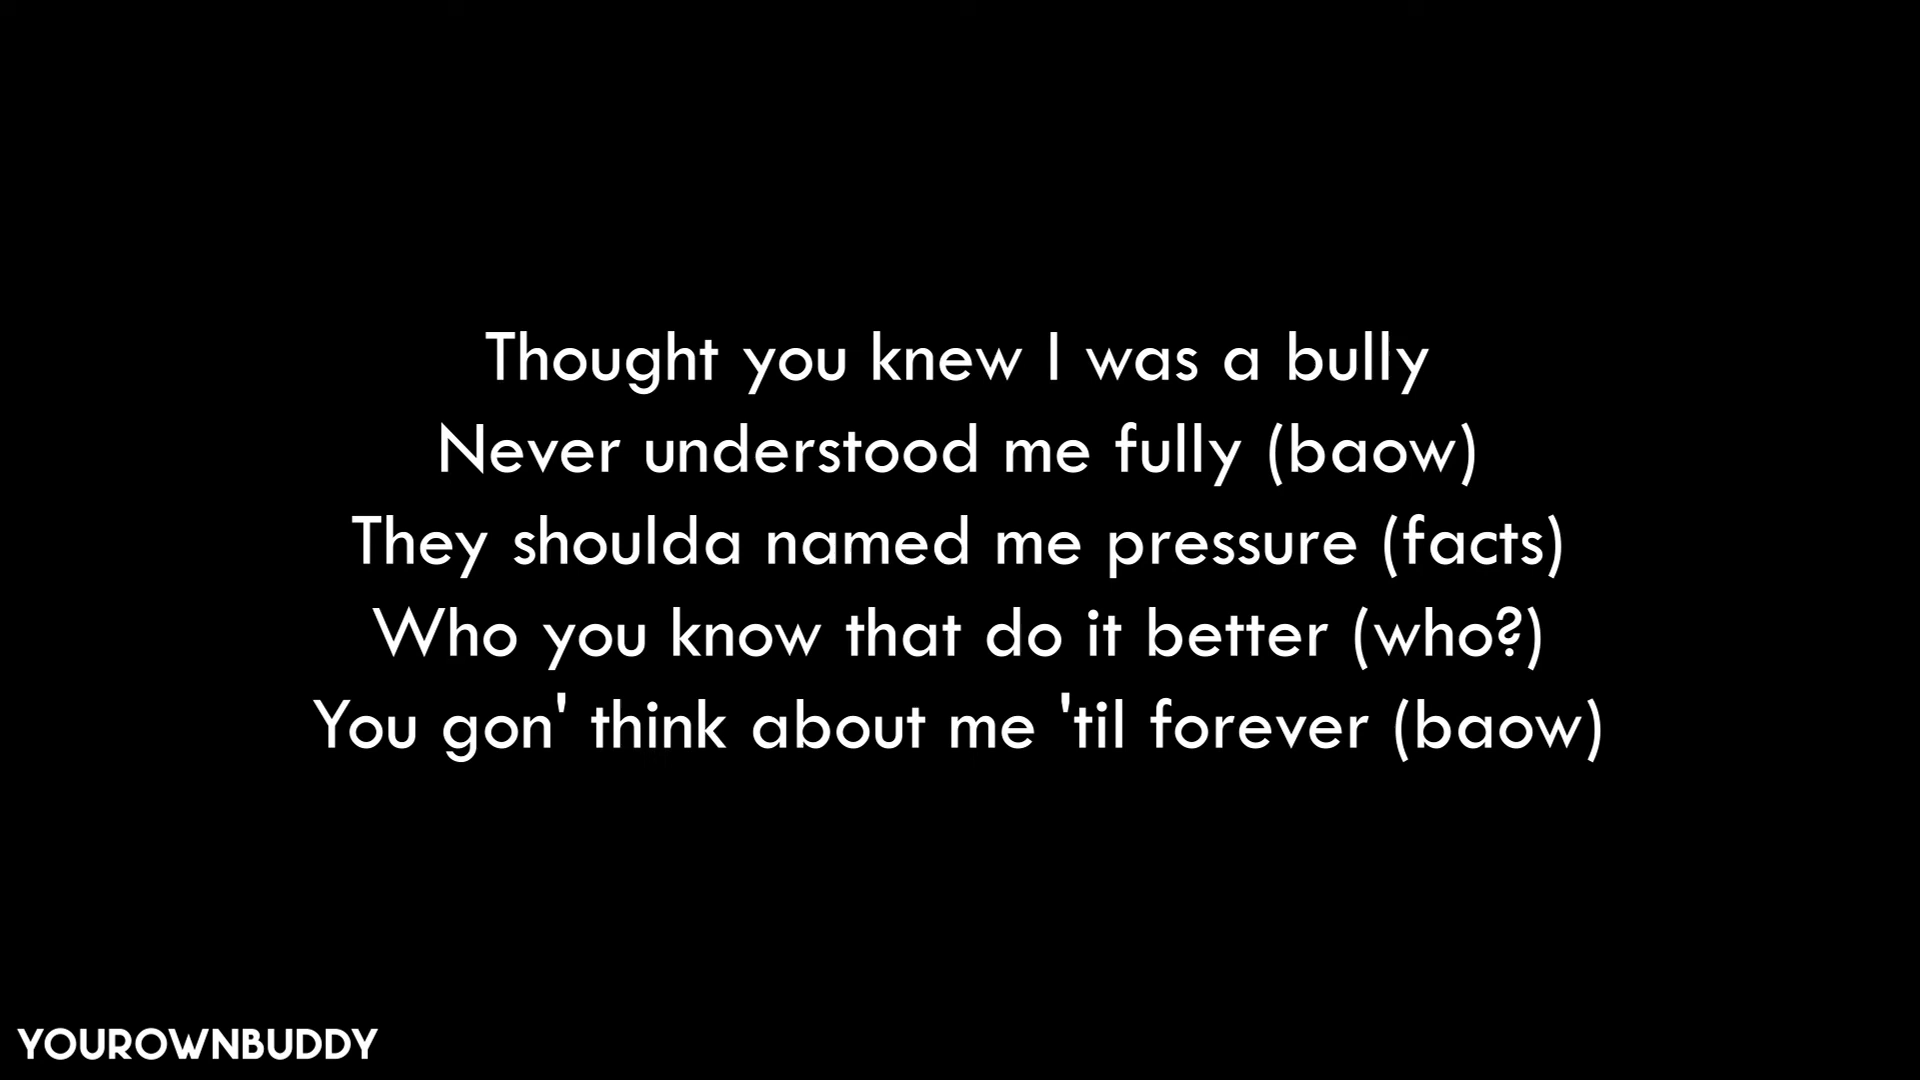 Thought you knew I was a bully
Never understood me fully (baow)
They shoulda named me pressure (facts)
Who you know that do it better (who?)
You gon' think about me 'til forever (baow)
YOUROWNBUDDY